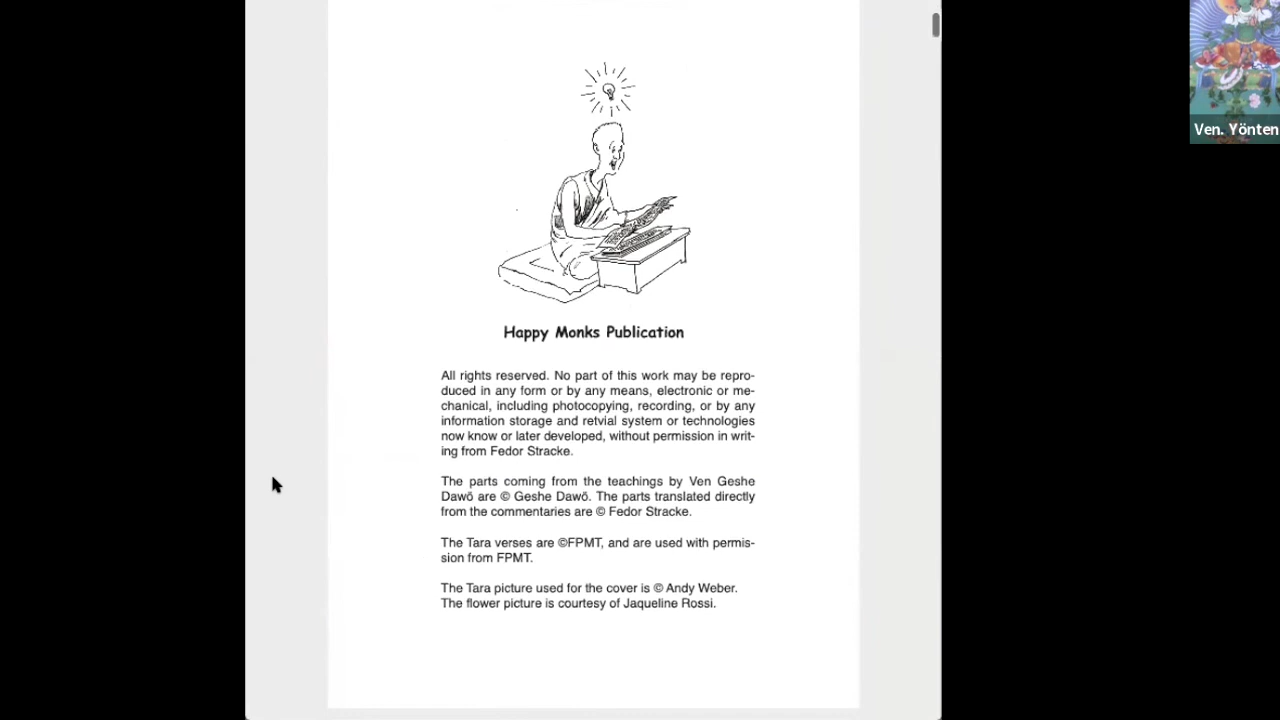 Happy Monks Publication
All rights reserved. No part of this work may be repro-
duced in any form or by any means, electronic or me-
chanical, including photocopying, recording, or by any
information storage and retvial system or technologies
now know or later developed, without permission in writ-
ing from Fedor Stracke.
The parts coming from the teachings by Ven Geshe
Dawö are © Geshe Dawö. The parts translated directly
from the commentaries are © Fedor Stracke.
The Tara verses are ©FPMT, and are used with permis-
sion from FPMT.
The Tara picture used for the cover is © Andy Weber.
The flower picture is courtesy of Jaqueline Rossi.
Ven. Yönten